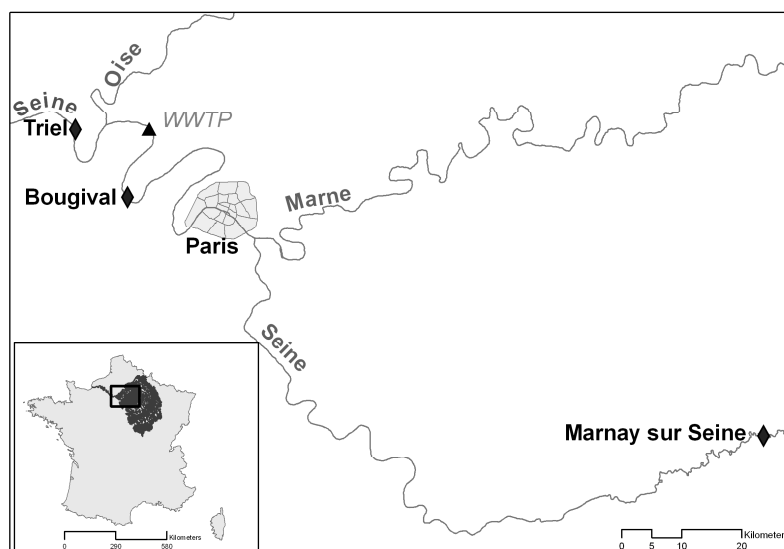 Oise
Seine
Triel
WWTP
Bougival
Marne
Paris
Seine
Marnay sur Seine
Kilometers
0 290 580
Kilometers
0 5 10 20